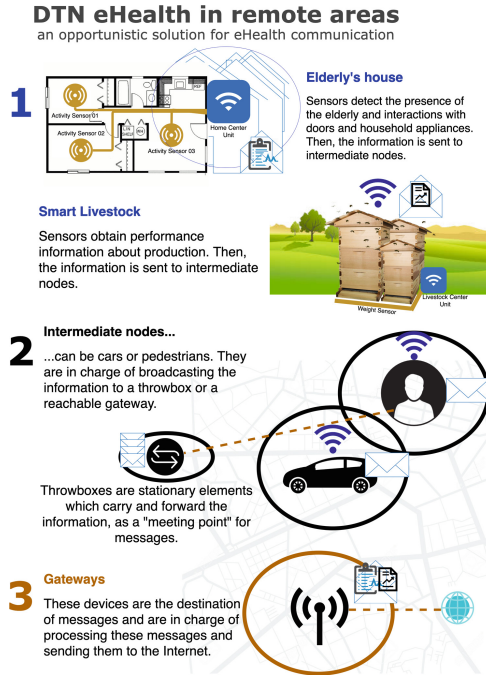 DTN eHealth in remote areas
an opportunistic solution for eHealth communication
1
Activity Sensor 01
Activity Sensor 02
Activity Sensor 03
LIN
SHELF
REF
Home Center
Unit
Elderly's house
Sensors detect the presence of
the elderly and interactions with
doors and household appliances.
Then, the information is sent to
intermediate nodes.
Smart Livestock
Sensors obtain performance
information about production. Then,
the information is sent to intermediate
nodes.
Livestock Center
Unit
Weight Sensor
2
Intermediate nodes...
...can be cars or pedestrians. They
are in charge of broadcasting the
information to a throwbox or a
reachable gateway.
Throwboxes are stationary elements
which carry and forward the
information, as a "meeting point" for
messages.
3
Gateways
These devices are the destination
of messages and are in charge of
processing these messages and
sending them to the Internet.